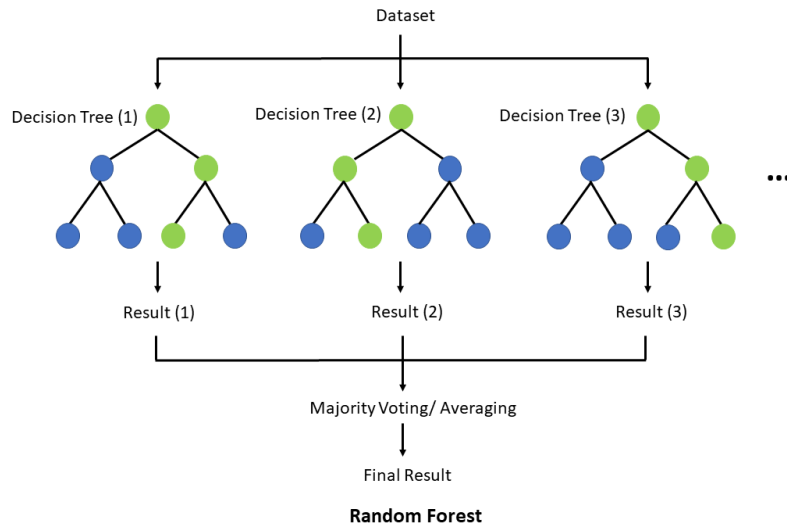 Dataset
Decision Tree (1)
Decision Tree (2)
Decision Tree (3)
...
Result (1)
Result (2)
Result (3)
Majority Voting/ Averaging
Final Result
Random Forest